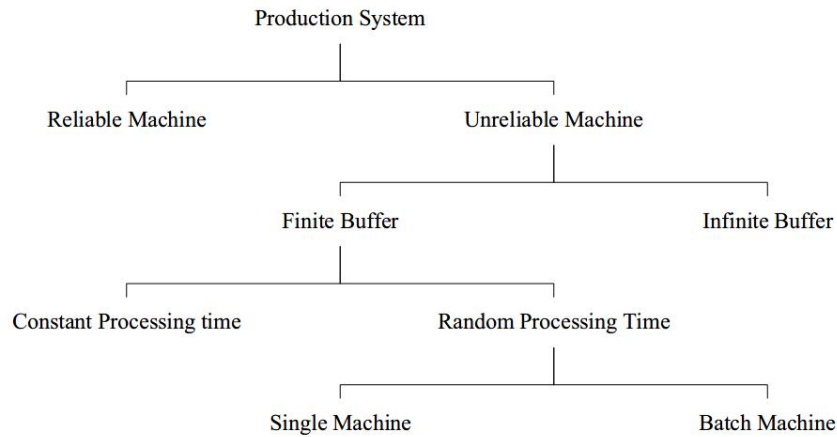 Production System
Reliable Machine
Unreliable Machine
Finite Buffer
Infinite Buffer
Constant Processing time
Random Processing Time
Single Machine
Batch Machine